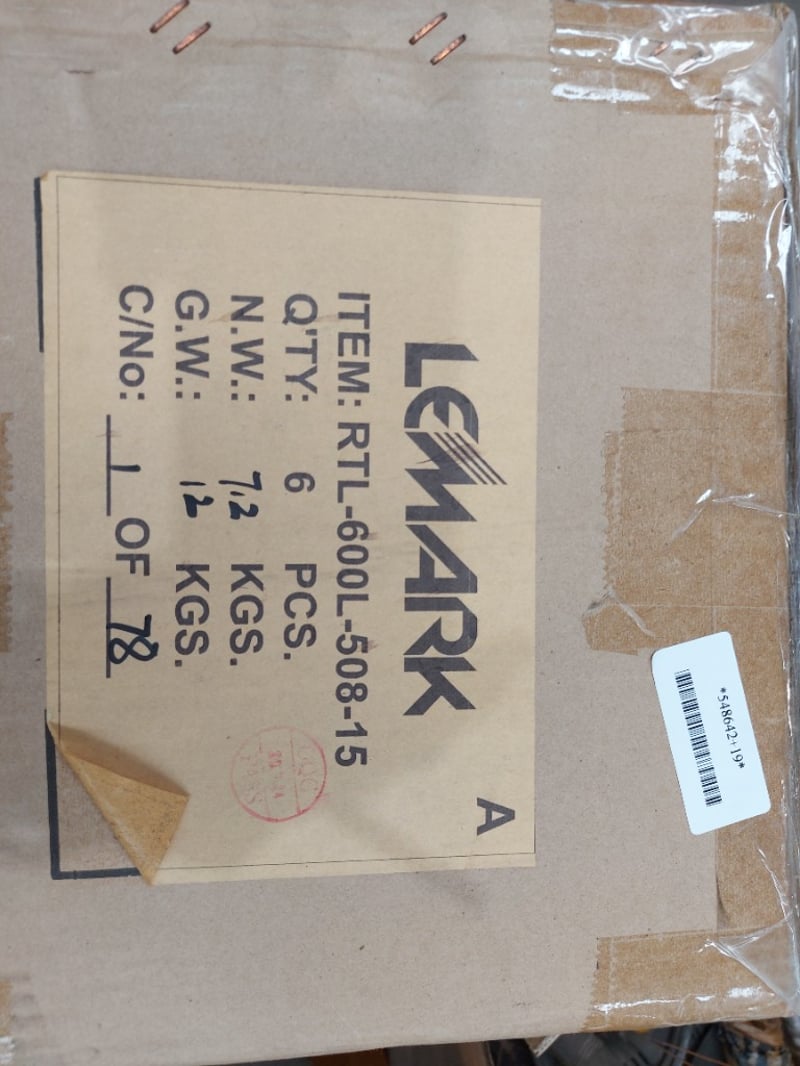 A
LEMARK
ITEM: RTL-600L-508-15
Q'TY: 6 PCS.
N.W.: 7.2 KGS.
G.W.: 12 KGS.
C/No: 1 OF 78
*548642+19*